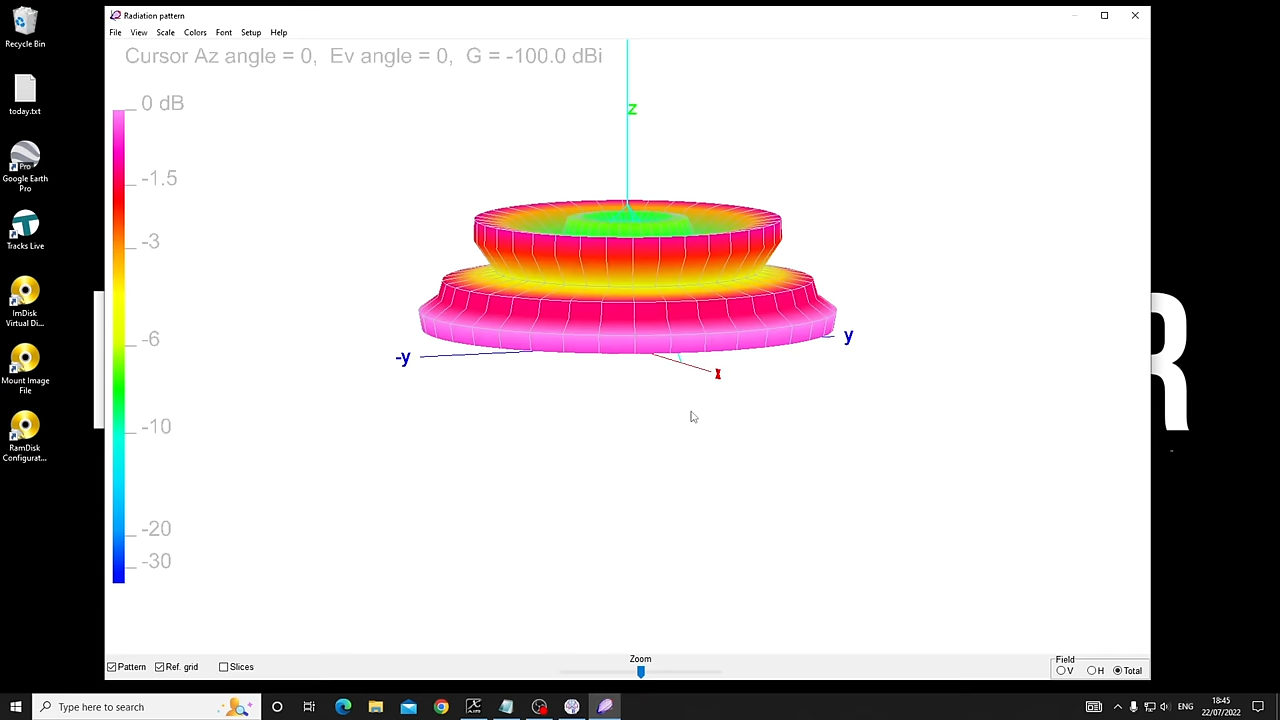 Recycle Bin
today.txt
Google Earth
Pro
Tracks Live
ImDisk
Virtual Di...
Mount Image
File
RamDisk
Configurat...
Radiation pattern
File View Scale Colors Font Setup Help
Cursor Az angle = 0, Ev angle = 0, G = -100.0 dBi
0 dB
-1.5
-3
-6
-10
-20
-30
z
-y
y
x
R
Pattern Ref. grid Slices
Zoom
Field
V H Total
Type here to search
ENG
18:45
22/07/2022